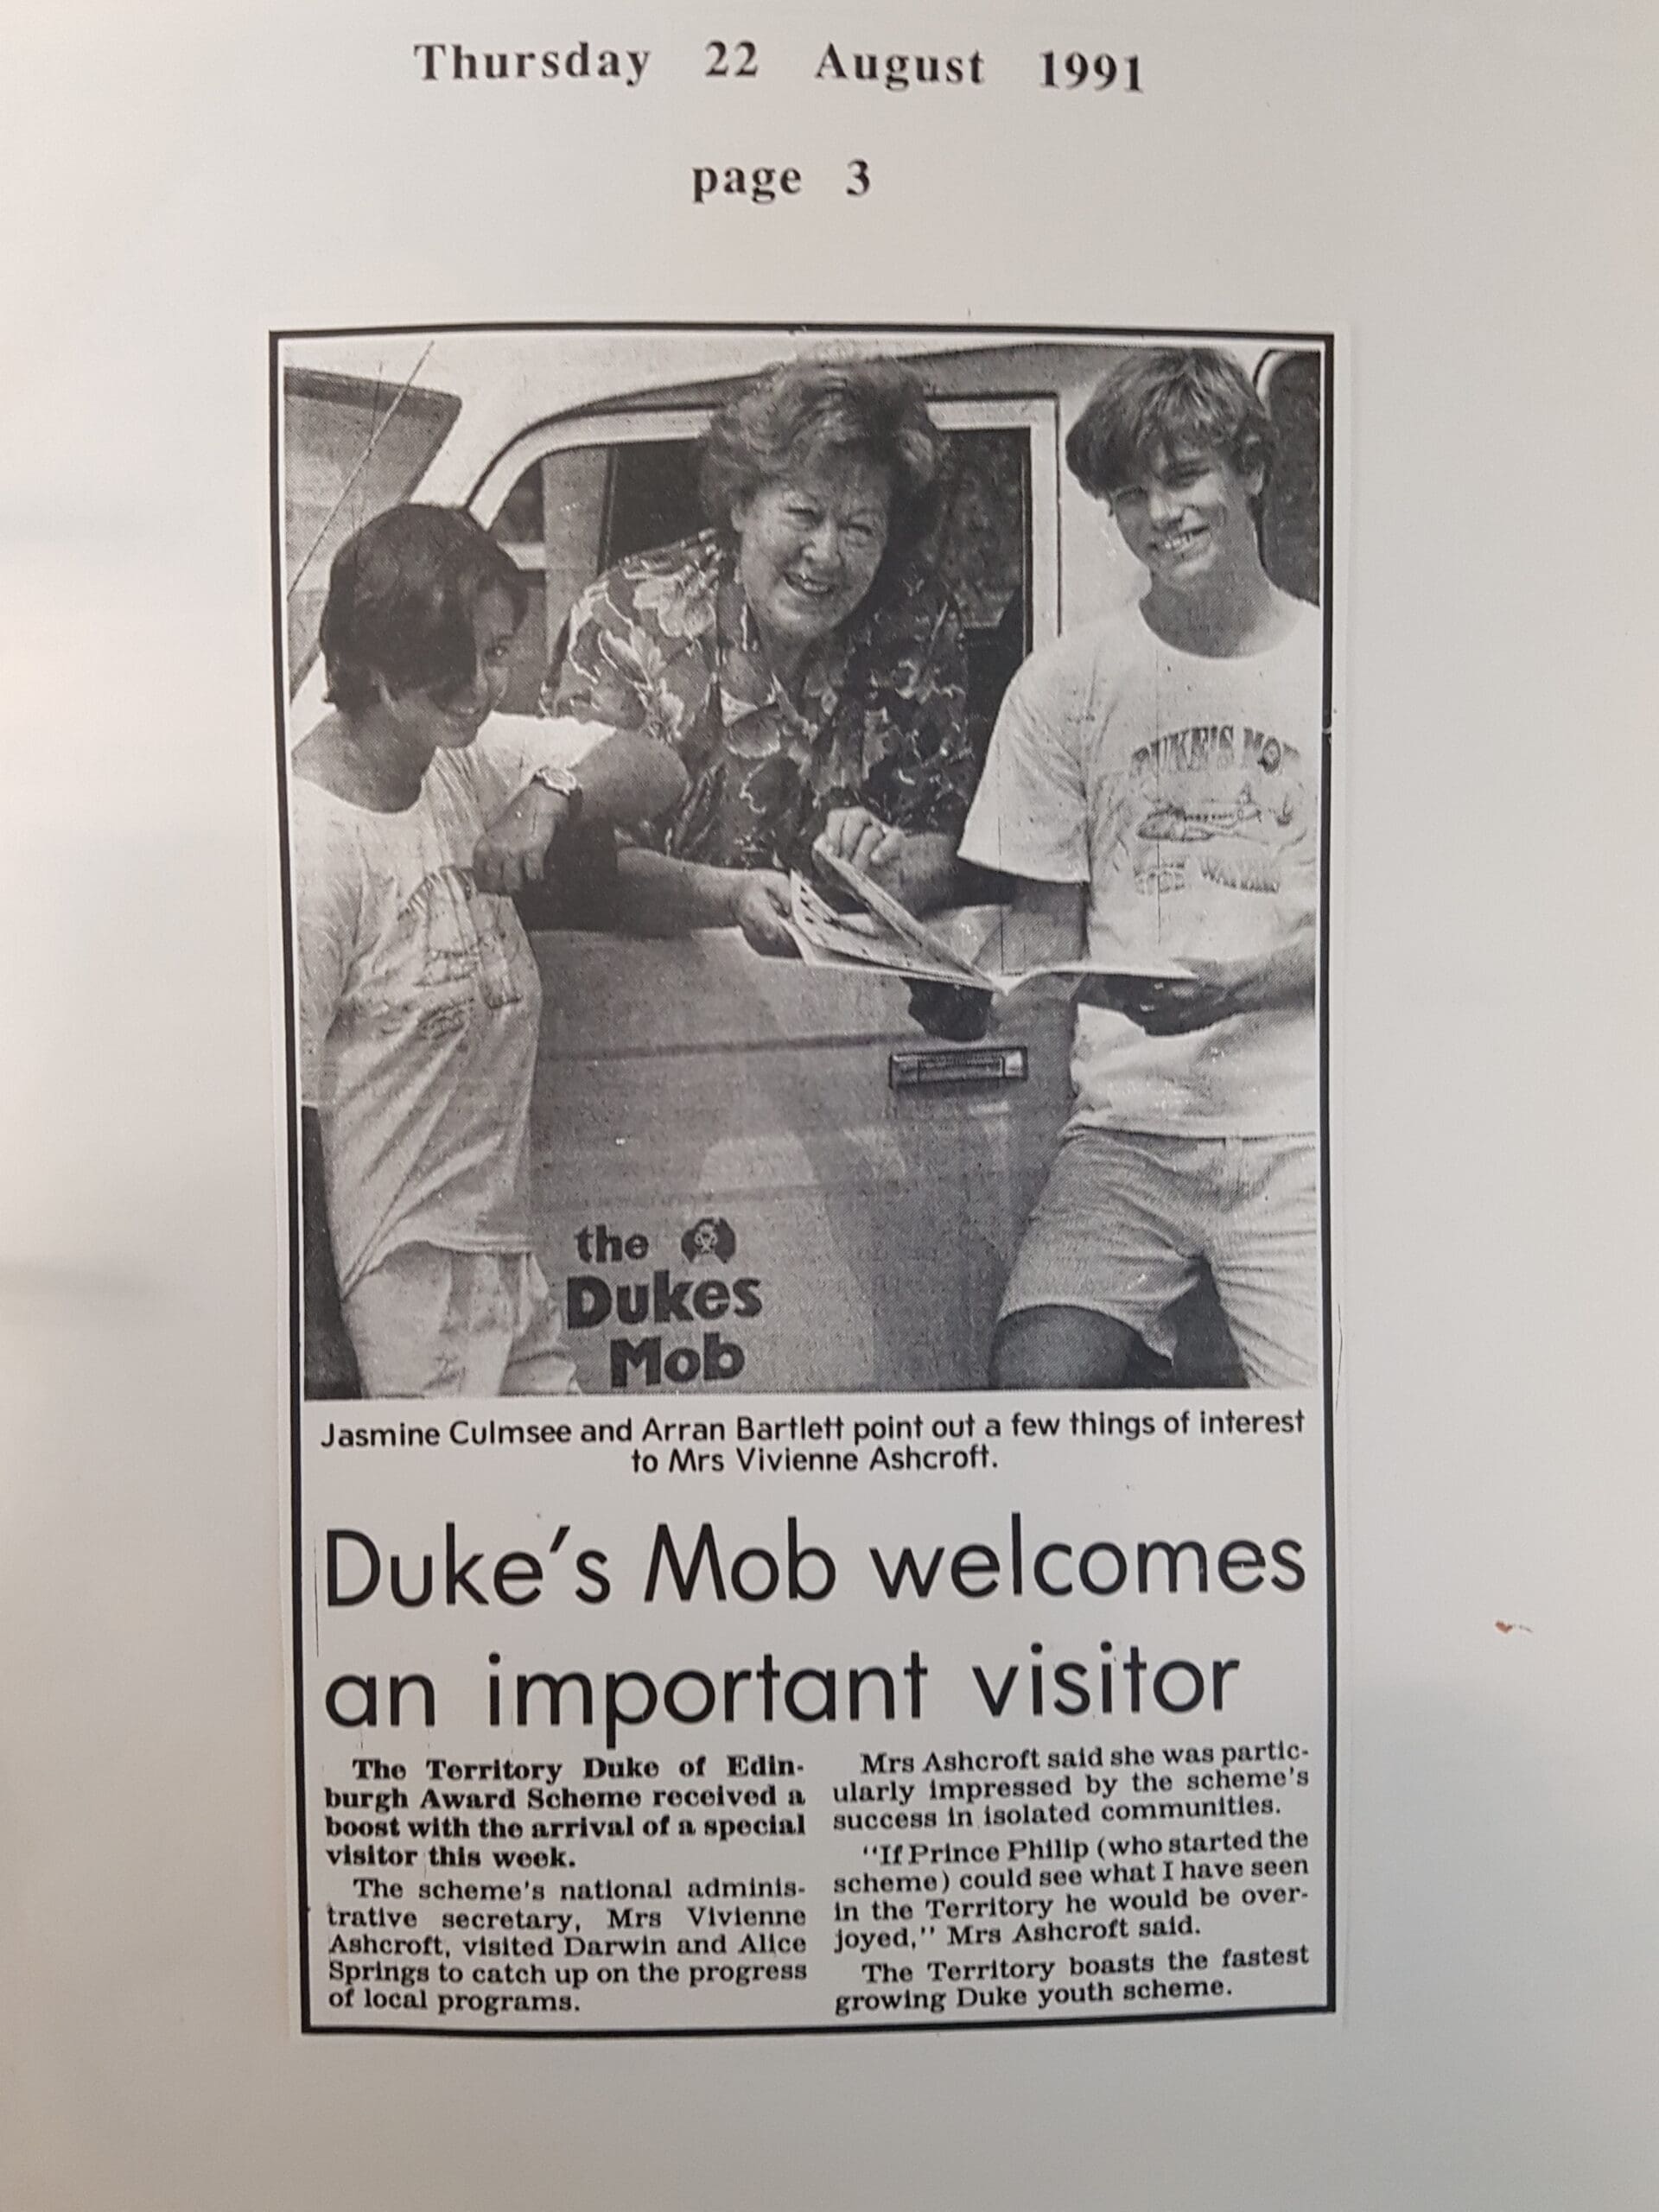 Thursday 22 August 1991
page 3
DUKE'S MOB
the
Dukes
Mob
Jasmine Culmsee and Arran Bartlett point out a few things of interest
to Mrs Vivienne Ashcroft.
Duke's Mob welcomes
an important visitor
The Territory Duke of Edin-
burgh Award Scheme received a
boost with the arrival of a special
visitor this week.
The scheme's national adminis-
trative secretary, Mrs Vivienne
Ashcroft, visited Darwin and Alice
Springs to catch up on the progress
of local programs.
Mrs Ashcroft said she was partic-
ularly impressed by the scheme's
success in isolated communities.
"If Prince Philip (who started the
scheme) could see what I have seen
in the Territory he would be over-
joyed," Mrs Ashcroft said.
The Territory boasts the fastest
growing Duke youth scheme.